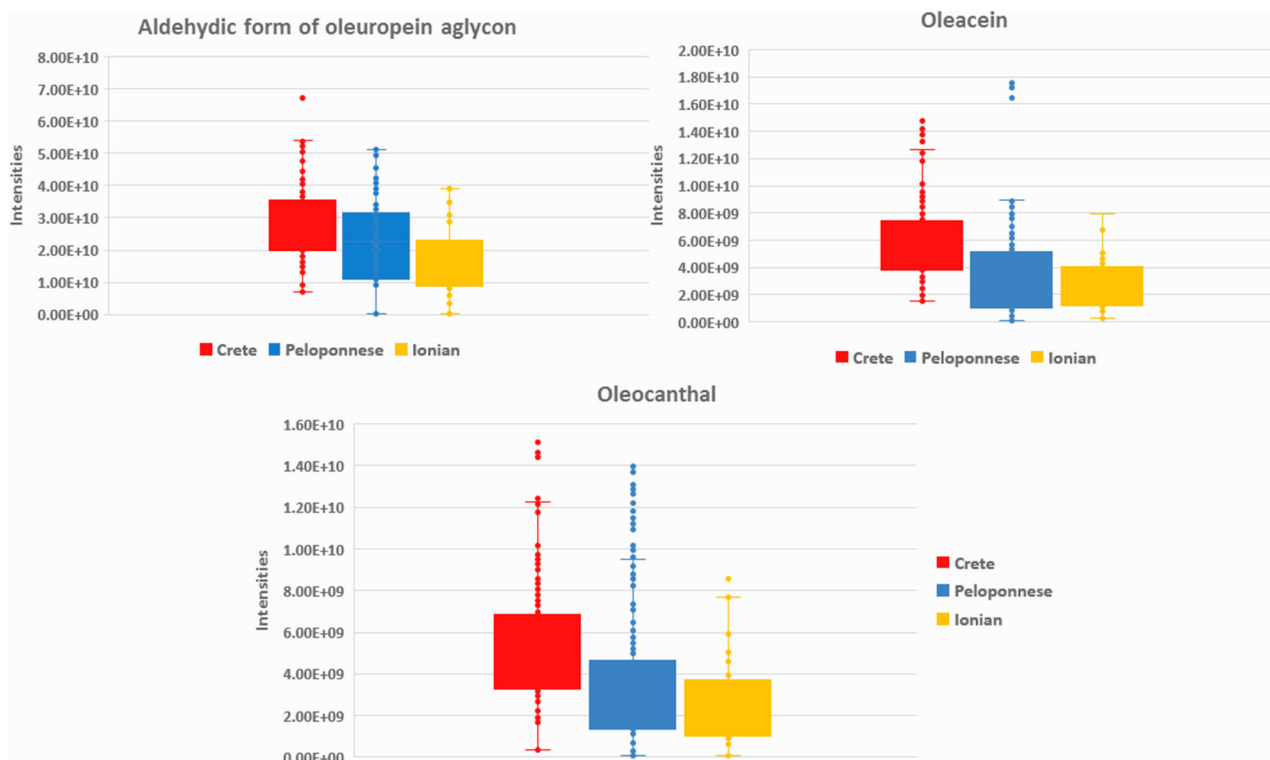 Aldehydic form of oleuropein aglycon
Intensities
8.00E+10
7.00E+10
6.00E+10
5.00E+10
4.00E+10
3.00E+10
2.00E+10
1.00E+10
0.00E+00
Crete Peloponnese Ionian
Oleacein
Intensities
2.00E+10
1.80E+10
1.60E+10
1.40E+10
1.20E+10
1.00E+10
8.00E+09
6.00E+09
4.00E+09
2.00E+09
0.00E+00
Crete Peloponnese Ionian
Oleocanthal
Intensities
1.60E+10
1.40E+10
1.20E+10
1.00E+10
8.00E+09
6.00E+09
4.00E+09
2.00E+09
0.00E+00
Crete
Peloponnese
Ionian